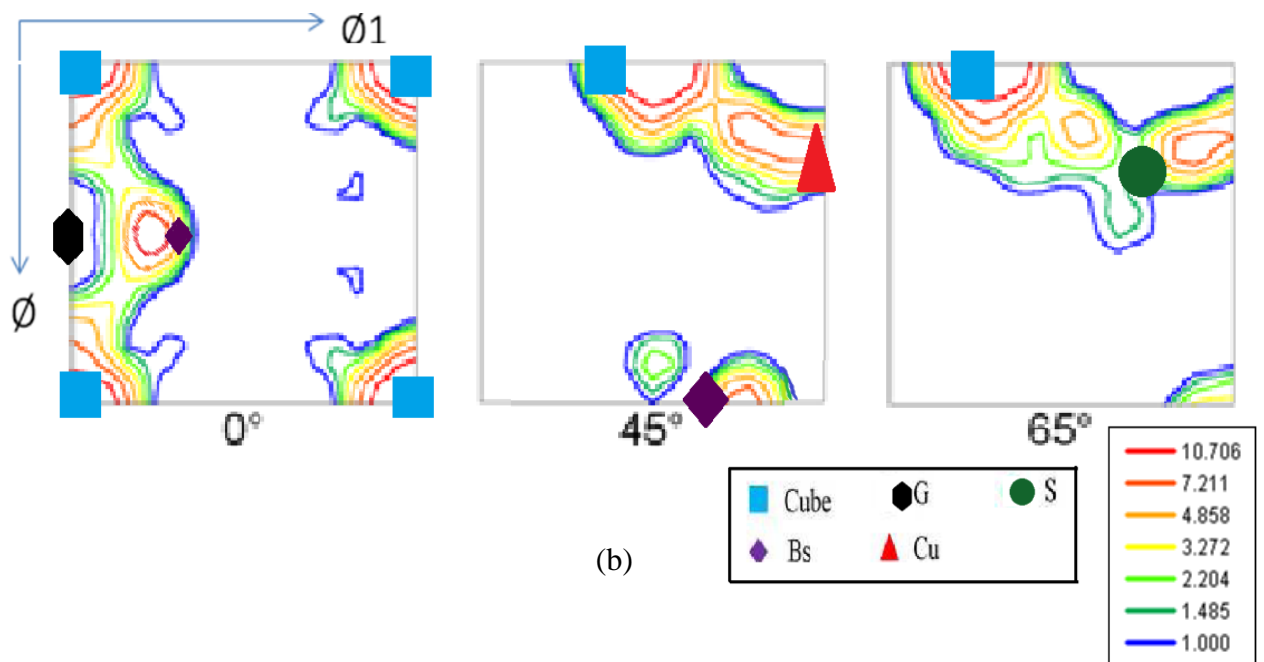 Ø1
Ø
0°
45°
65°
Cube
G
S
Bs
Cu
(b)
10.706
7.211
4.858
3.272
2.204
1.485
1.000